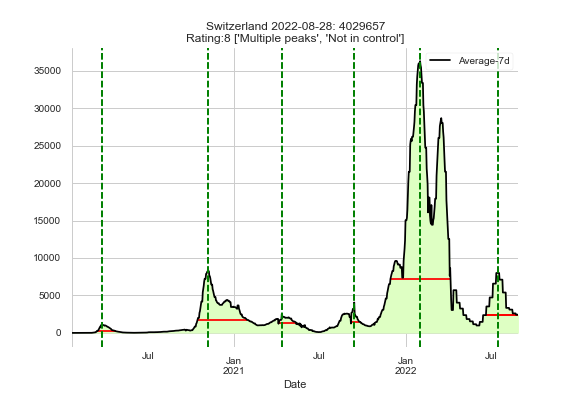 Switzerland 2022-08-28: 4029657
Rating:8 ['Multiple peaks', 'Not in control']
Average-7d
35000
30000
25000
20000
15000
10000
5000
0
Jul
Jan
2021
Jul
Jan
2022
Jul
Date